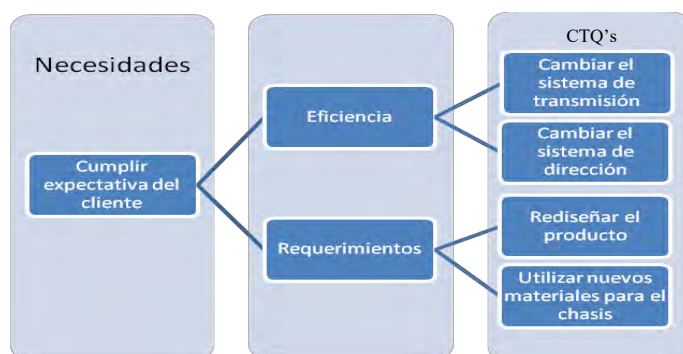 Necesidades
Cumplir
expectativa del
cliente
Eficiencia
Requerimientos
CTQ's
Cambiar el
sistema de
transmisión
Cambiar el
sistema de
dirección
Rediseñar el
producto
Utilizar nuevos
materiales para el
chasis